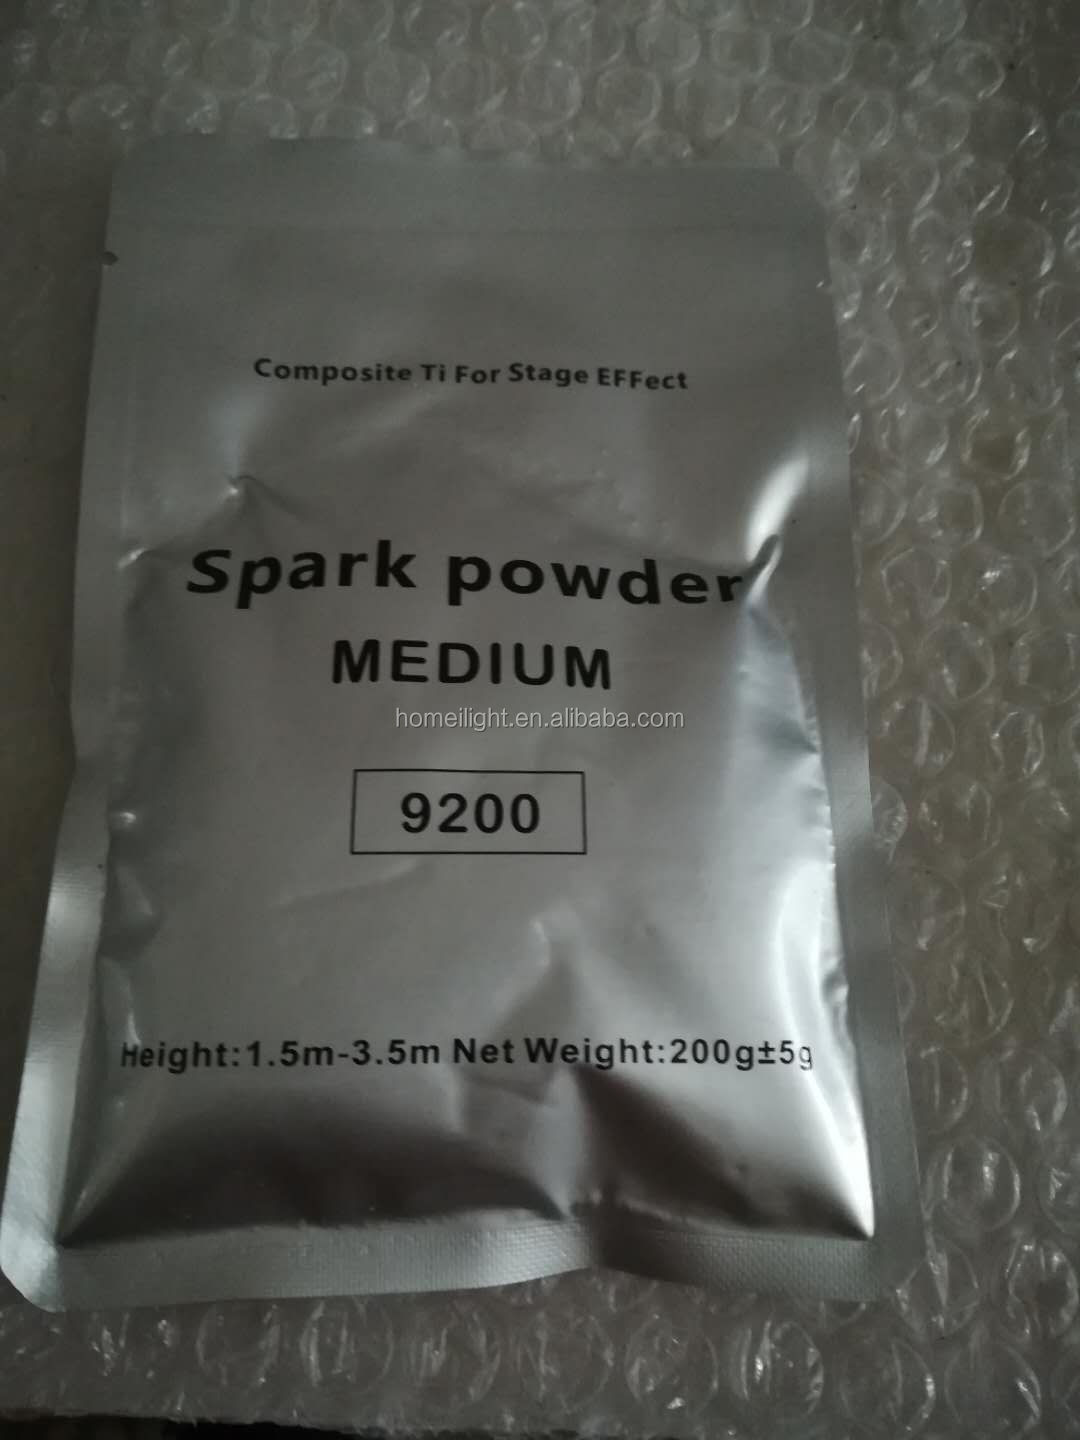 Composite Ti For Stage EFFect
Spark powder
MEDIUM
homeilight.en.alibaba.com
9200
Height:1.5m-3.5m Net Weight:200g±5g